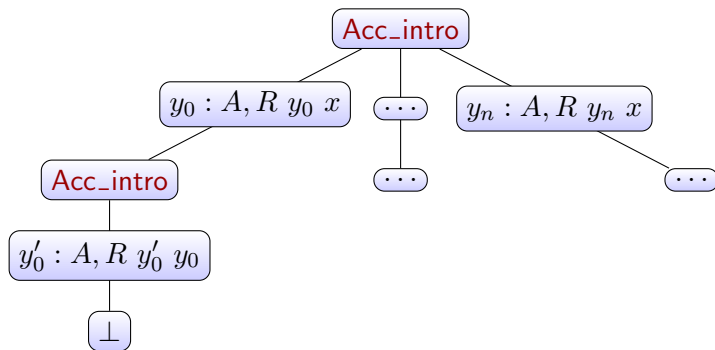 Acc_intro
y₀ : A, R y₀ x
···
yₙ : A, R yₙ x
Acc_intro
···
···
y′₀ : A, R y′₀ y₀
⊥